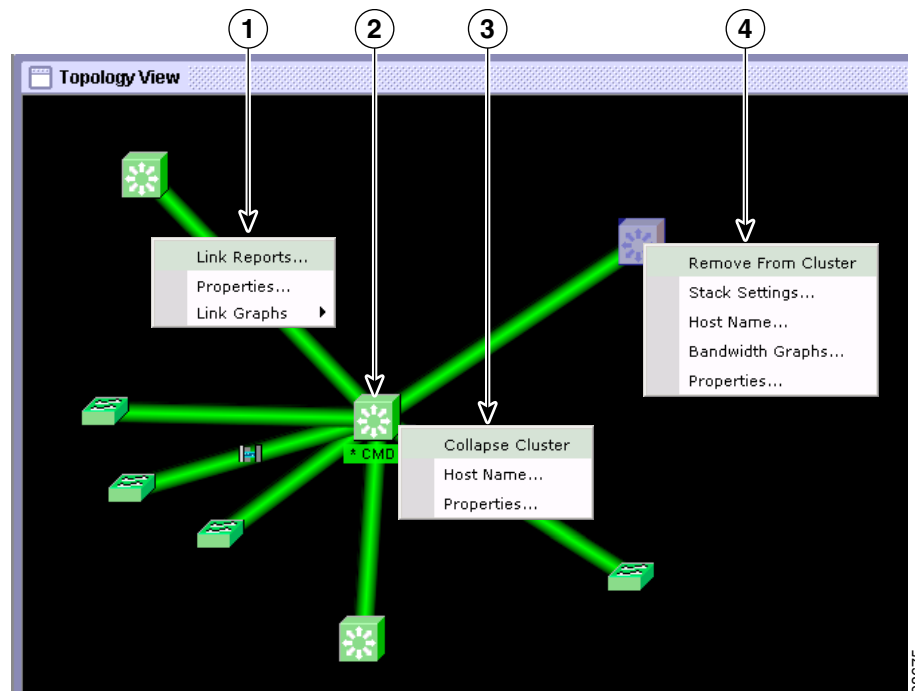 1
2
3
4
Topology View
Link Reports...
Properties...
Link Graphs
Remove From Cluster
Stack Settings...
Host Name...
Bandwidth Graphs...
Properties...
* CMD
Collapse Cluster
Host Name...
Properties...